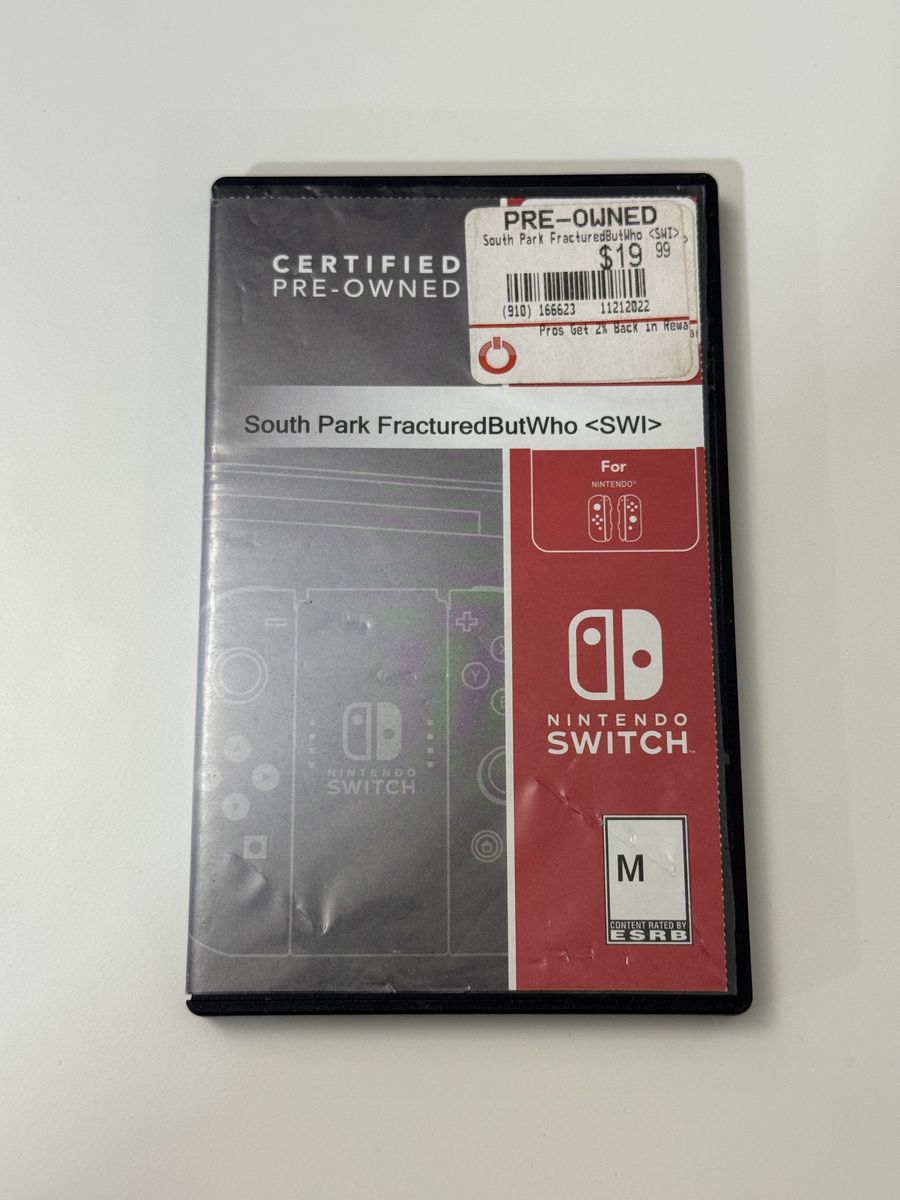 PRE-OWNED
South Park FracturedButWho <SWI>
$19 99
(910) 166623 11212022
Pros Get 2% Back in Rewa
CERTIFIED
PRE-OWNED
South Park FracturedButWho <SWI>
For
NINTENDO®
NINTENDO
SWITCH™
NINTENDO
SWITCH
X
Y
M
CONTENT RATED BY
ESRB